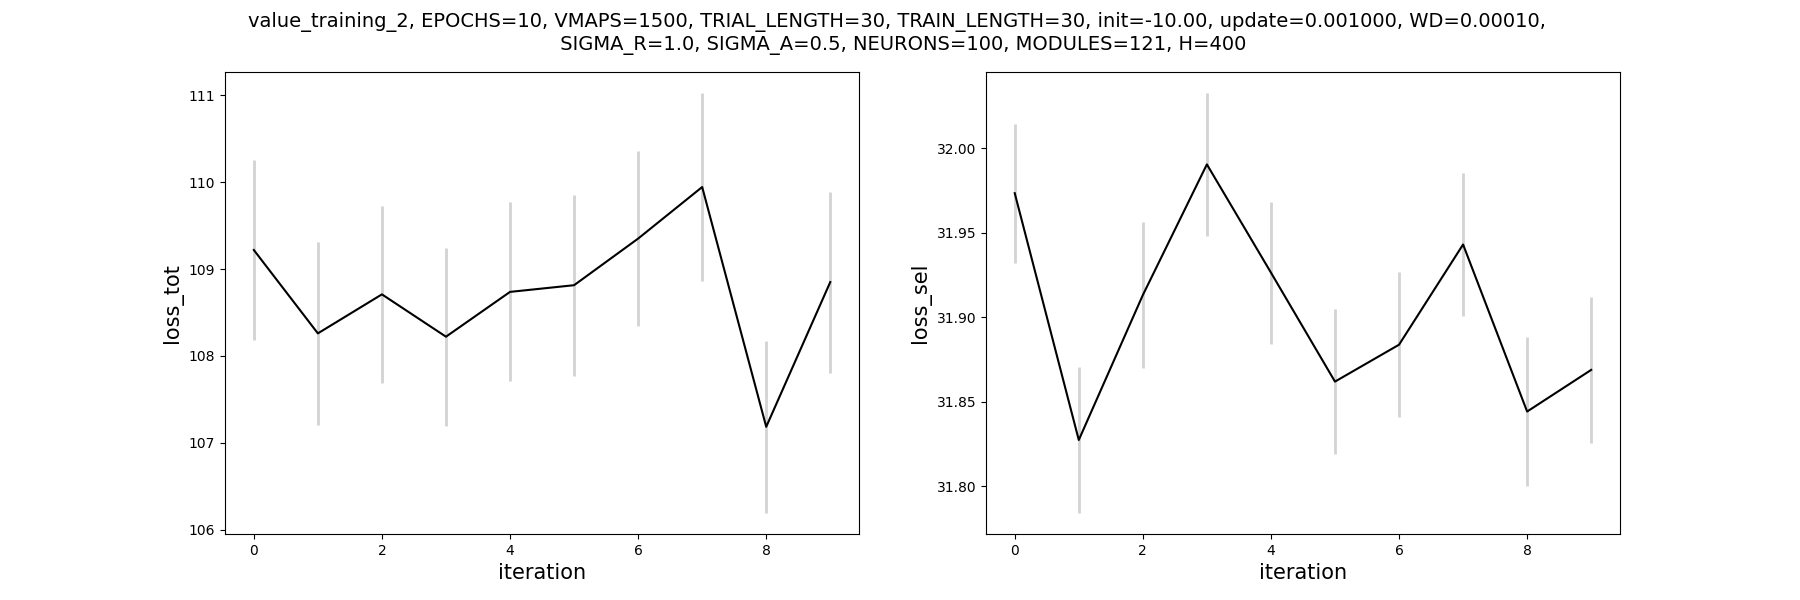 value_training_2, EPOCHS=10, VMAPS=1500, TRIAL_LENGTH=30, TRAIN_LENGTH=30, init=-10.00, update=0.001000, WD=0.00010,
SIGMA_R=1.0, SIGMA_A=0.5, NEURONS=100, MODULES=121, H=400
loss_tot
111
110
109
108
107
106
0 2 4 6 8
iteration
loss_sel
32.00
31.95
31.90
31.85
31.80
0 2 4 6 8
iteration